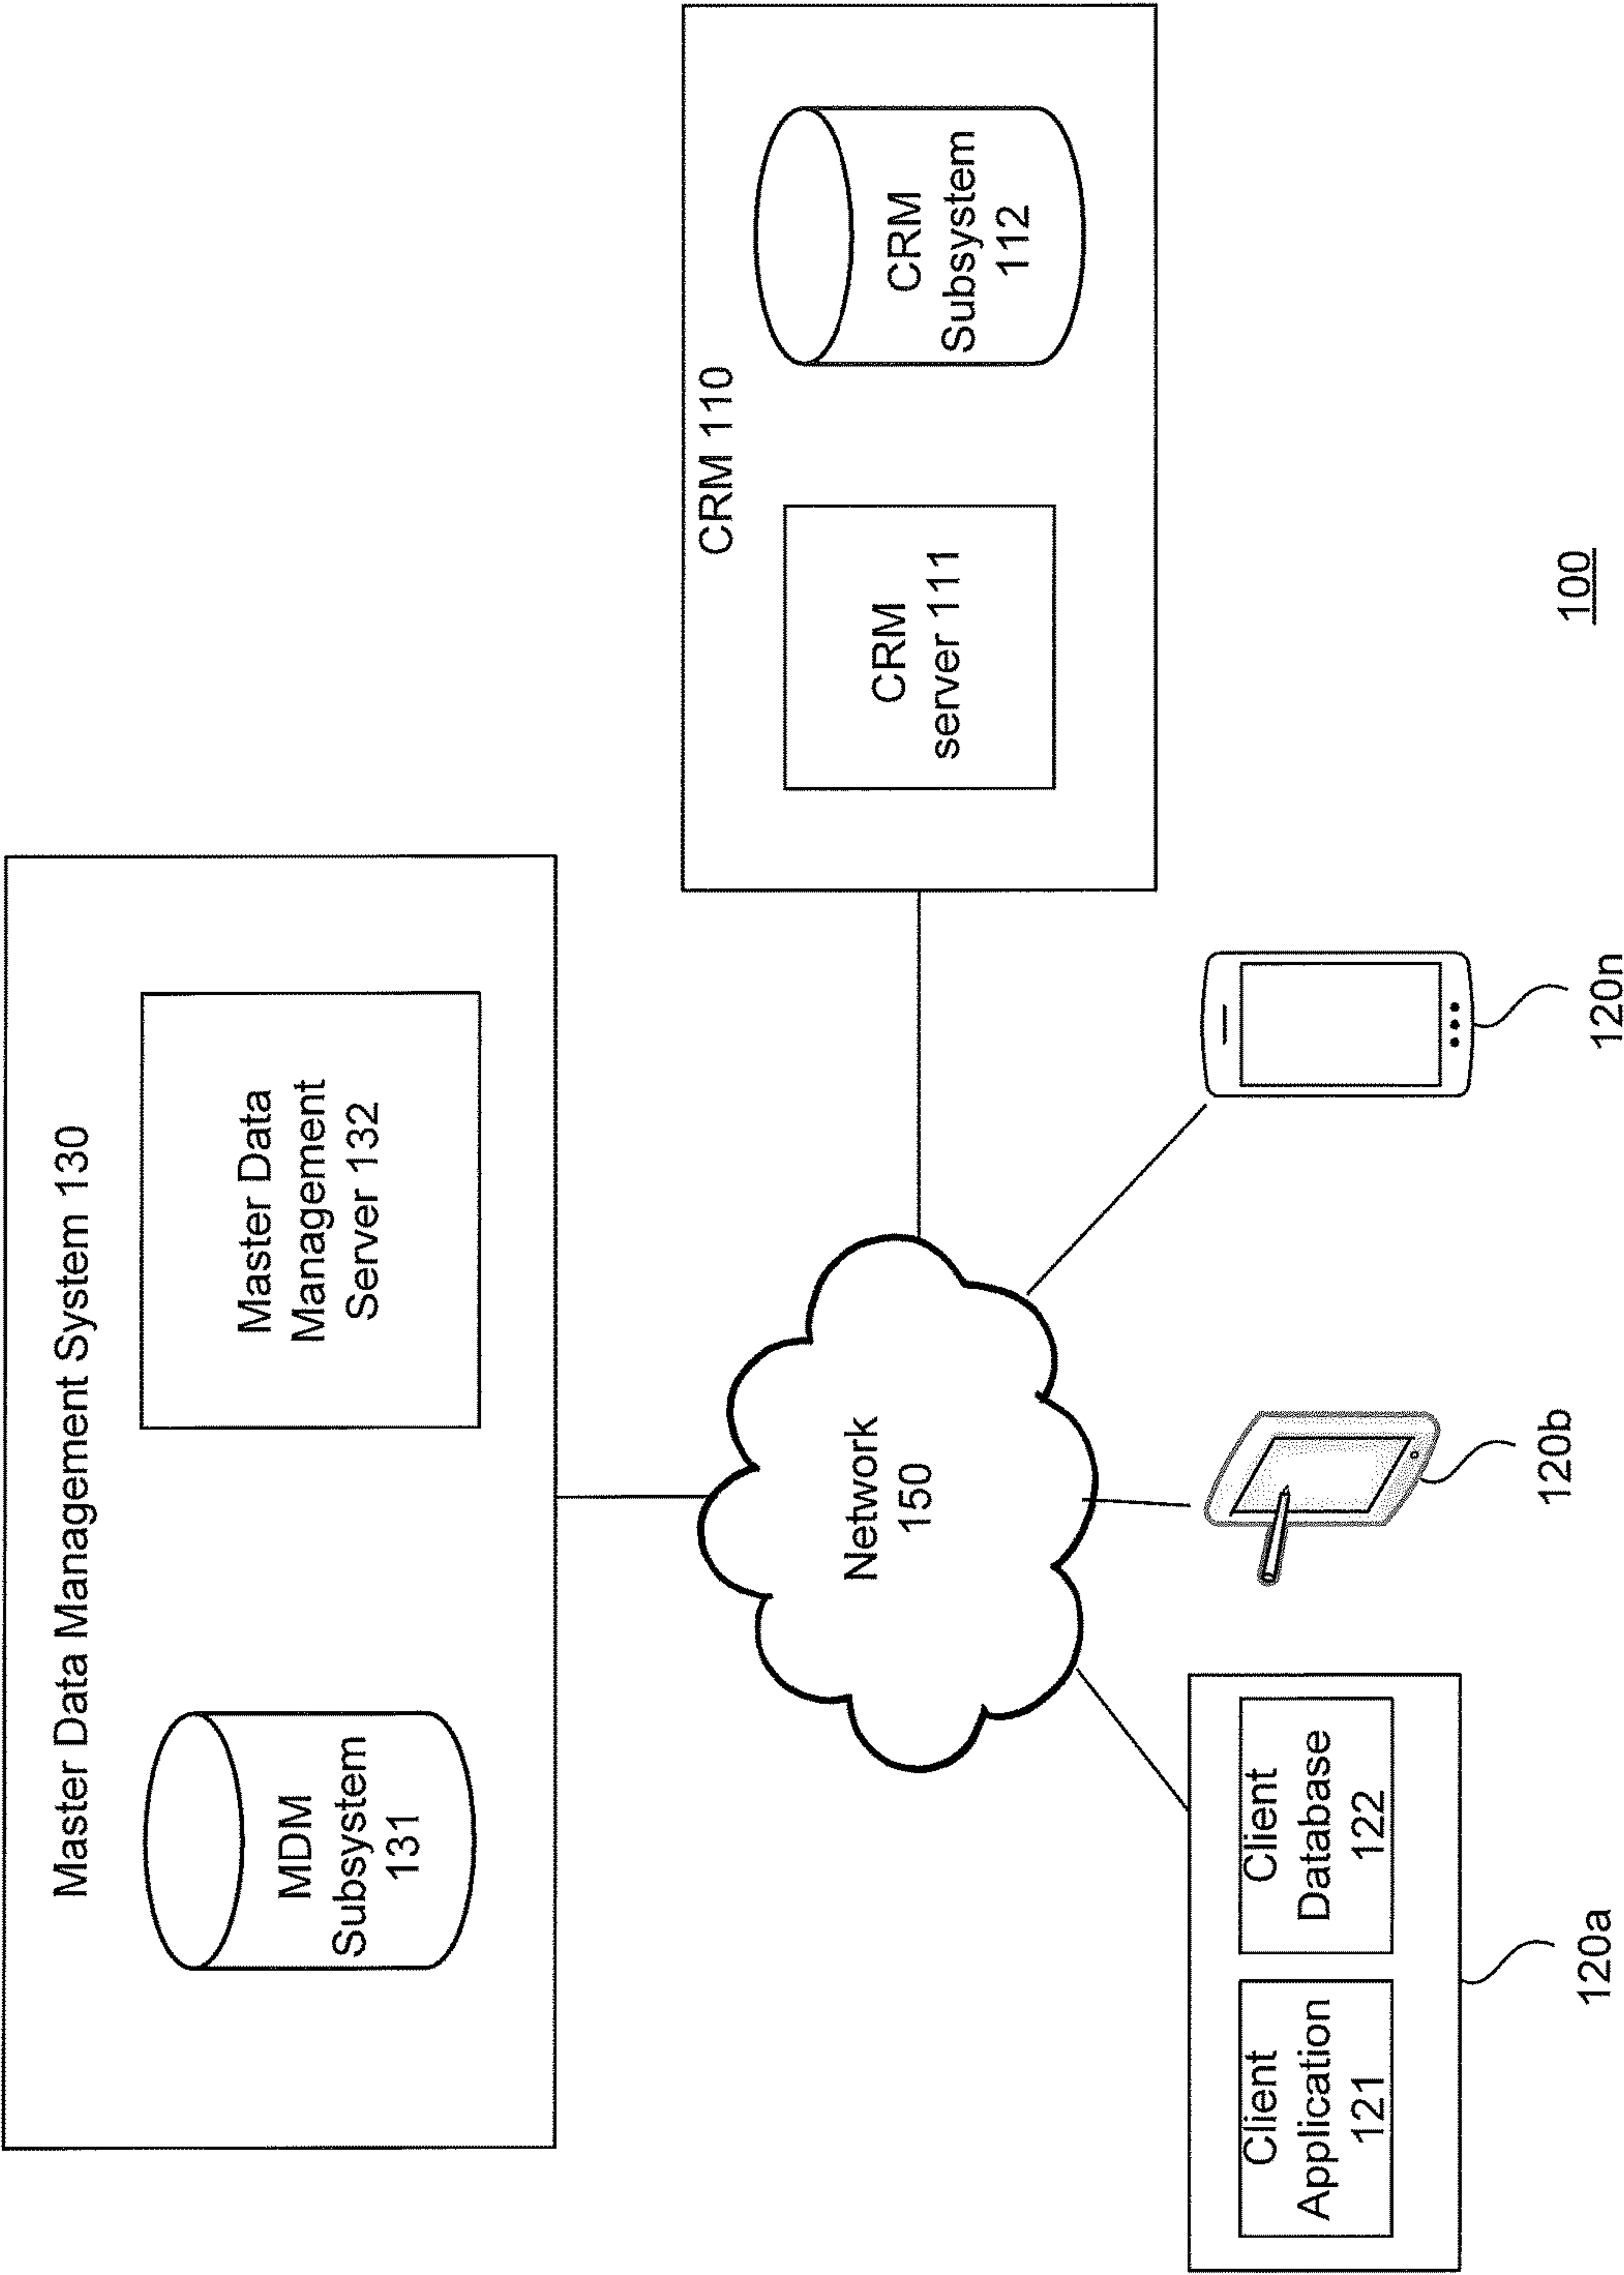 Master Data Management System 130
MDM
Subsystem
131
Master Data
Management
Server 132
Network
150
CRM 110
CRM
server 111
CRM
Subsystem
112
Client
Application
121
Client
Database
122
120a
120b
120n
100